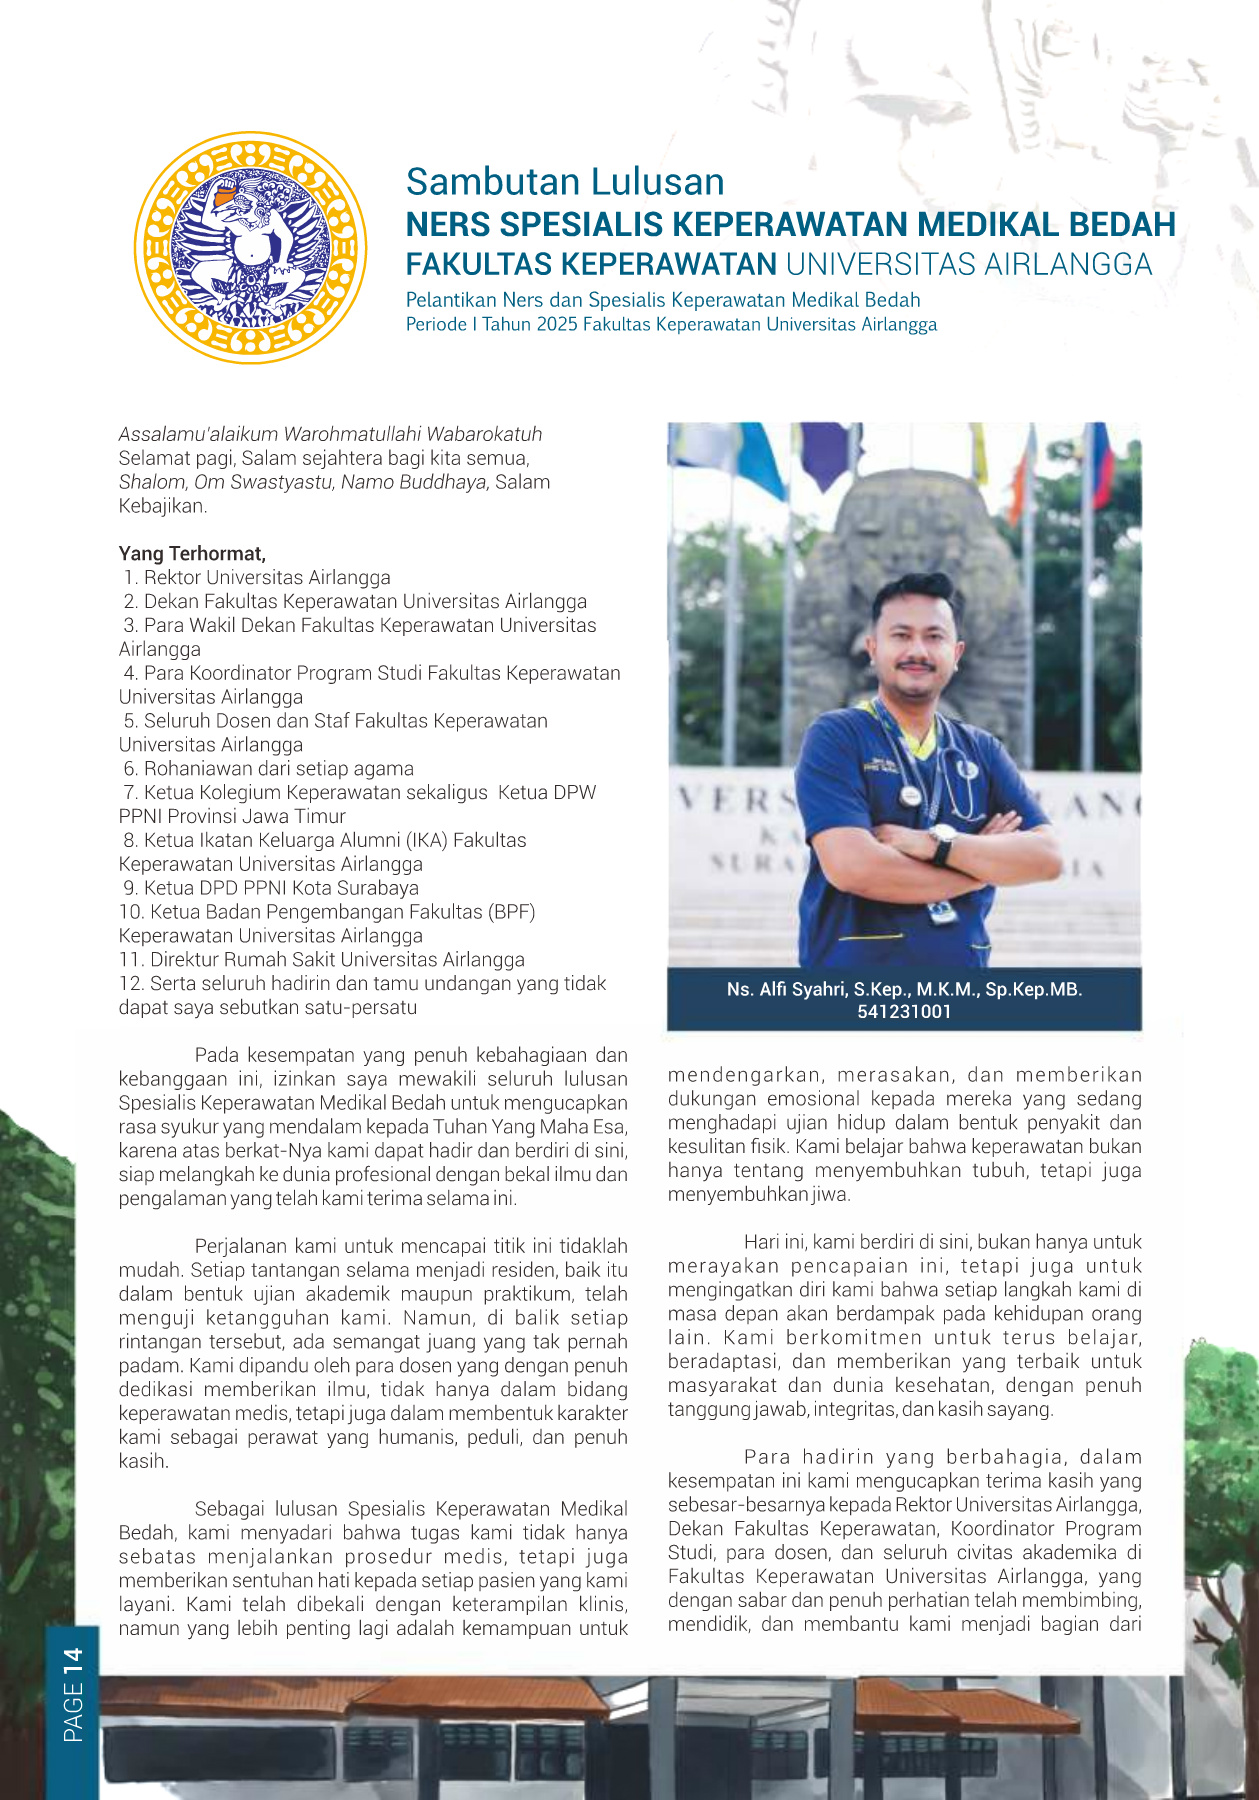 Sambutan Lulusan
NERS SPESIALIS KEPERAWATAN MEDIKAL BEDAH
FAKULTAS KEPERAWATAN UNIVERSITAS AIRLANGGA
Pelantikan Ners dan Spesialis Keperawatan Medikal Bedah
Periode I Tahun 2025 Fakultas Keperawatan Universitas Airlangga
Assalamu'alaikum Warohmatullahi Wabarokatuh
Selamat pagi, Salam sejahtera bagi kita semua,
Shalom, Om Swastyastu, Namo Buddhaya, Salam
Kebajikan.
Yang Terhormat,
1. Rektor Universitas Airlangga
2. Dekan Fakultas Keperawatan Universitas Airlangga
3. Para Wakil Dekan Fakultas Keperawatan Universitas
Airlangga
4. Para Koordinator Program Studi Fakultas Keperawatan
Universitas Airlangga
5. Seluruh Dosen dan Staf Fakultas Keperawatan
Universitas Airlangga
6. Rohaniawan dari setiap agama
7. Ketua Kolegium Keperawatan sekaligus Ketua DPW
PPNI Provinsi Jawa Timur
8. Ketua Ikatan Keluarga Alumni (IKA) Fakultas
Keperawatan Universitas Airlangga
9. Ketua DPD PPNI Kota Surabaya
10. Ketua Badan Pengembangan Fakultas (BPF)
Keperawatan Universitas Airlangga
11. Direktur Rumah Sakit Universitas Airlangga
12. Serta seluruh hadirin dan tamu undangan yang tidak
dapat saya sebutkan satu-persatu
Pada kesempatan yang penuh kebahagiaan dan
kebanggaan ini, izinkan saya mewakili seluruh lulusan
Spesialis Keperawatan Medikal Bedah untuk mengucapkan
rasa syukur yang mendalam kepada Tuhan Yang Maha Esa,
karena atas berkat-Nya kami dapat hadir dan berdiri di sini,
siap melangkah ke dunia profesional dengan bekal ilmu dan
pengalaman yang telah kami terima selama ini.
Perjalanan kami untuk mencapai titik ini tidaklah
mudah. Setiap tantangan selama menjadi residen, baik itu
dalam bentuk ujian akademik maupun praktikum, telah
menguji ketangguhan kami. Namun, di balik setiap
rintangan tersebut, ada semangat juang yang tak pernah
padam. Kami dipandu oleh para dosen yang dengan penuh
dedikasi memberikan ilmu, tidak hanya dalam bidang
keperawatan medis, tetapi juga dalam membentuk karakter
kami sebagai perawat yang humanis, peduli, dan penuh
kasih.
Sebagai lulusan Spesialis Keperawatan Medikal
Bedah, kami menyadari bahwa tugas kami tidak hanya
sebatas menjalankan prosedur medis, tetapi juga
memberikan sentuhan hati kepada setiap pasien yang kami
layani. Kami telah dibekali dengan keterampilan klinis,
namun yang lebih penting lagi adalah kemampuan untuk
VERS
LANG
KA
SURA
IA
Ns. Alfi Syahri, S.Kep., M.K.M., Sp.Kep.MB.
541231001
mendengarkan, merasakan, dan memberikan
dukungan emosional kepada mereka yang sedang
menghadapi ujian hidup dalam bentuk penyakit dan
kesulitan fisik. Kami belajar bahwa keperawatan bukan
hanya tentang menyembuhkan tubuh, tetapi juga
menyembuhkan jiwa.
Hari ini, kami berdiri di sini, bukan hanya untuk
merayakan pencapaian ini, tetapi juga untuk
mengingatkan diri kami bahwa setiap langkah kami di
masa depan akan berdampak pada kehidupan orang
lain. Kami berkomitmen untuk terus belajar,
beradaptasi, dan memberikan yang terbaik untuk
masyarakat dan dunia kesehatan, dengan penuh
tanggung jawab, integritas, dan kasih sayang.
Para hadirin yang berbahagia, dalam
kesempatan ini kami mengucapkan terima kasih yang
sebesar-besarnya kepada Rektor Universitas Airlangga,
Dekan Fakultas Keperawatan, Koordinator Program
Studi, para dosen, dan seluruh civitas akademika di
Fakultas Keperawatan Universitas Airlangga, yang
dengan sabar dan penuh perhatian telah membimbing,
mendidik, dan membantu kami menjadi bagian dari
PAGE 14